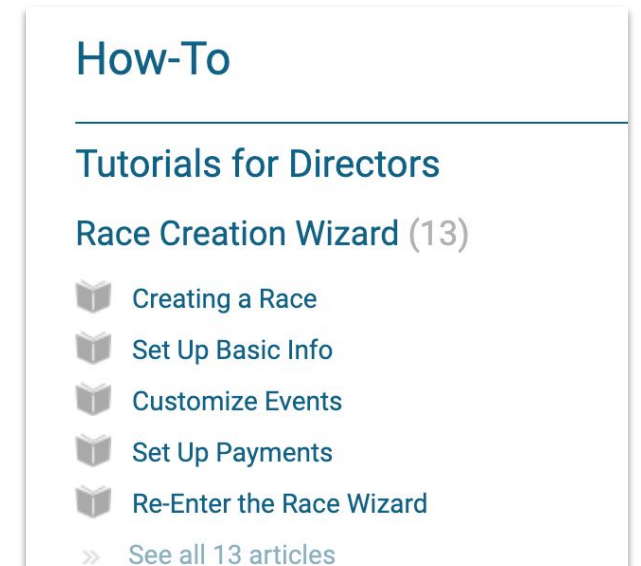 How-To
Tutorials for Directors
Race Creation Wizard (13)
Creating a Race
Set Up Basic Info
Customize Events
Set Up Payments
Re-Enter the Race Wizard
» See all 13 articles